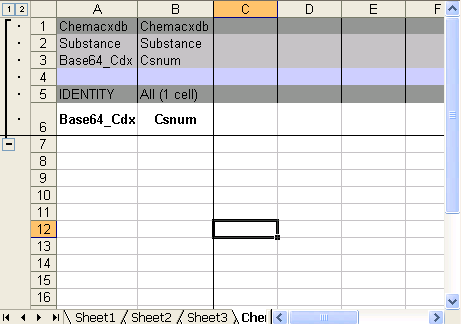 1 2 A B C D E F
1 Chemacxdb Chemacxdb
2 Substance Substance
3 Base64_Cdx Csnum
4
5 IDENTITY All (1 cell)
6 Base64_Cdx Csnum
7
8
9
10
11
12
13
14
15
16
Sheet1 Sheet2 Sheet3 Cher